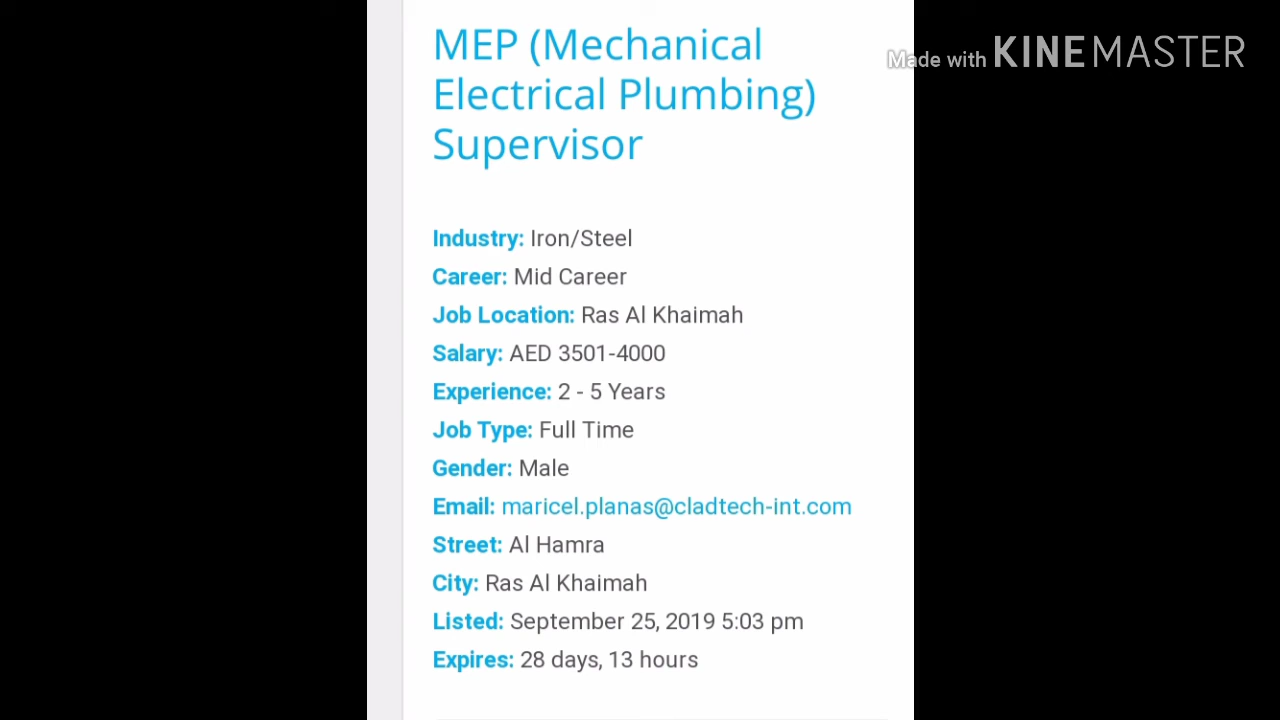 MEP (Mechanical
Electrical Plumbing)
Supervisor
Made with KINEMASTER
Industry: Iron/Steel
Career: Mid Career
Job Location: Ras Al Khaimah
Salary: AED 3501-4000
Experience: 2 - 5 Years
Job Type: Full Time
Gender: Male
Email: maricel.planas@cladtech-int.com
Street: Al Hamra
City: Ras Al Khaimah
Listed: September 25, 2019 5:03 pm
Expires: 28 days, 13 hours